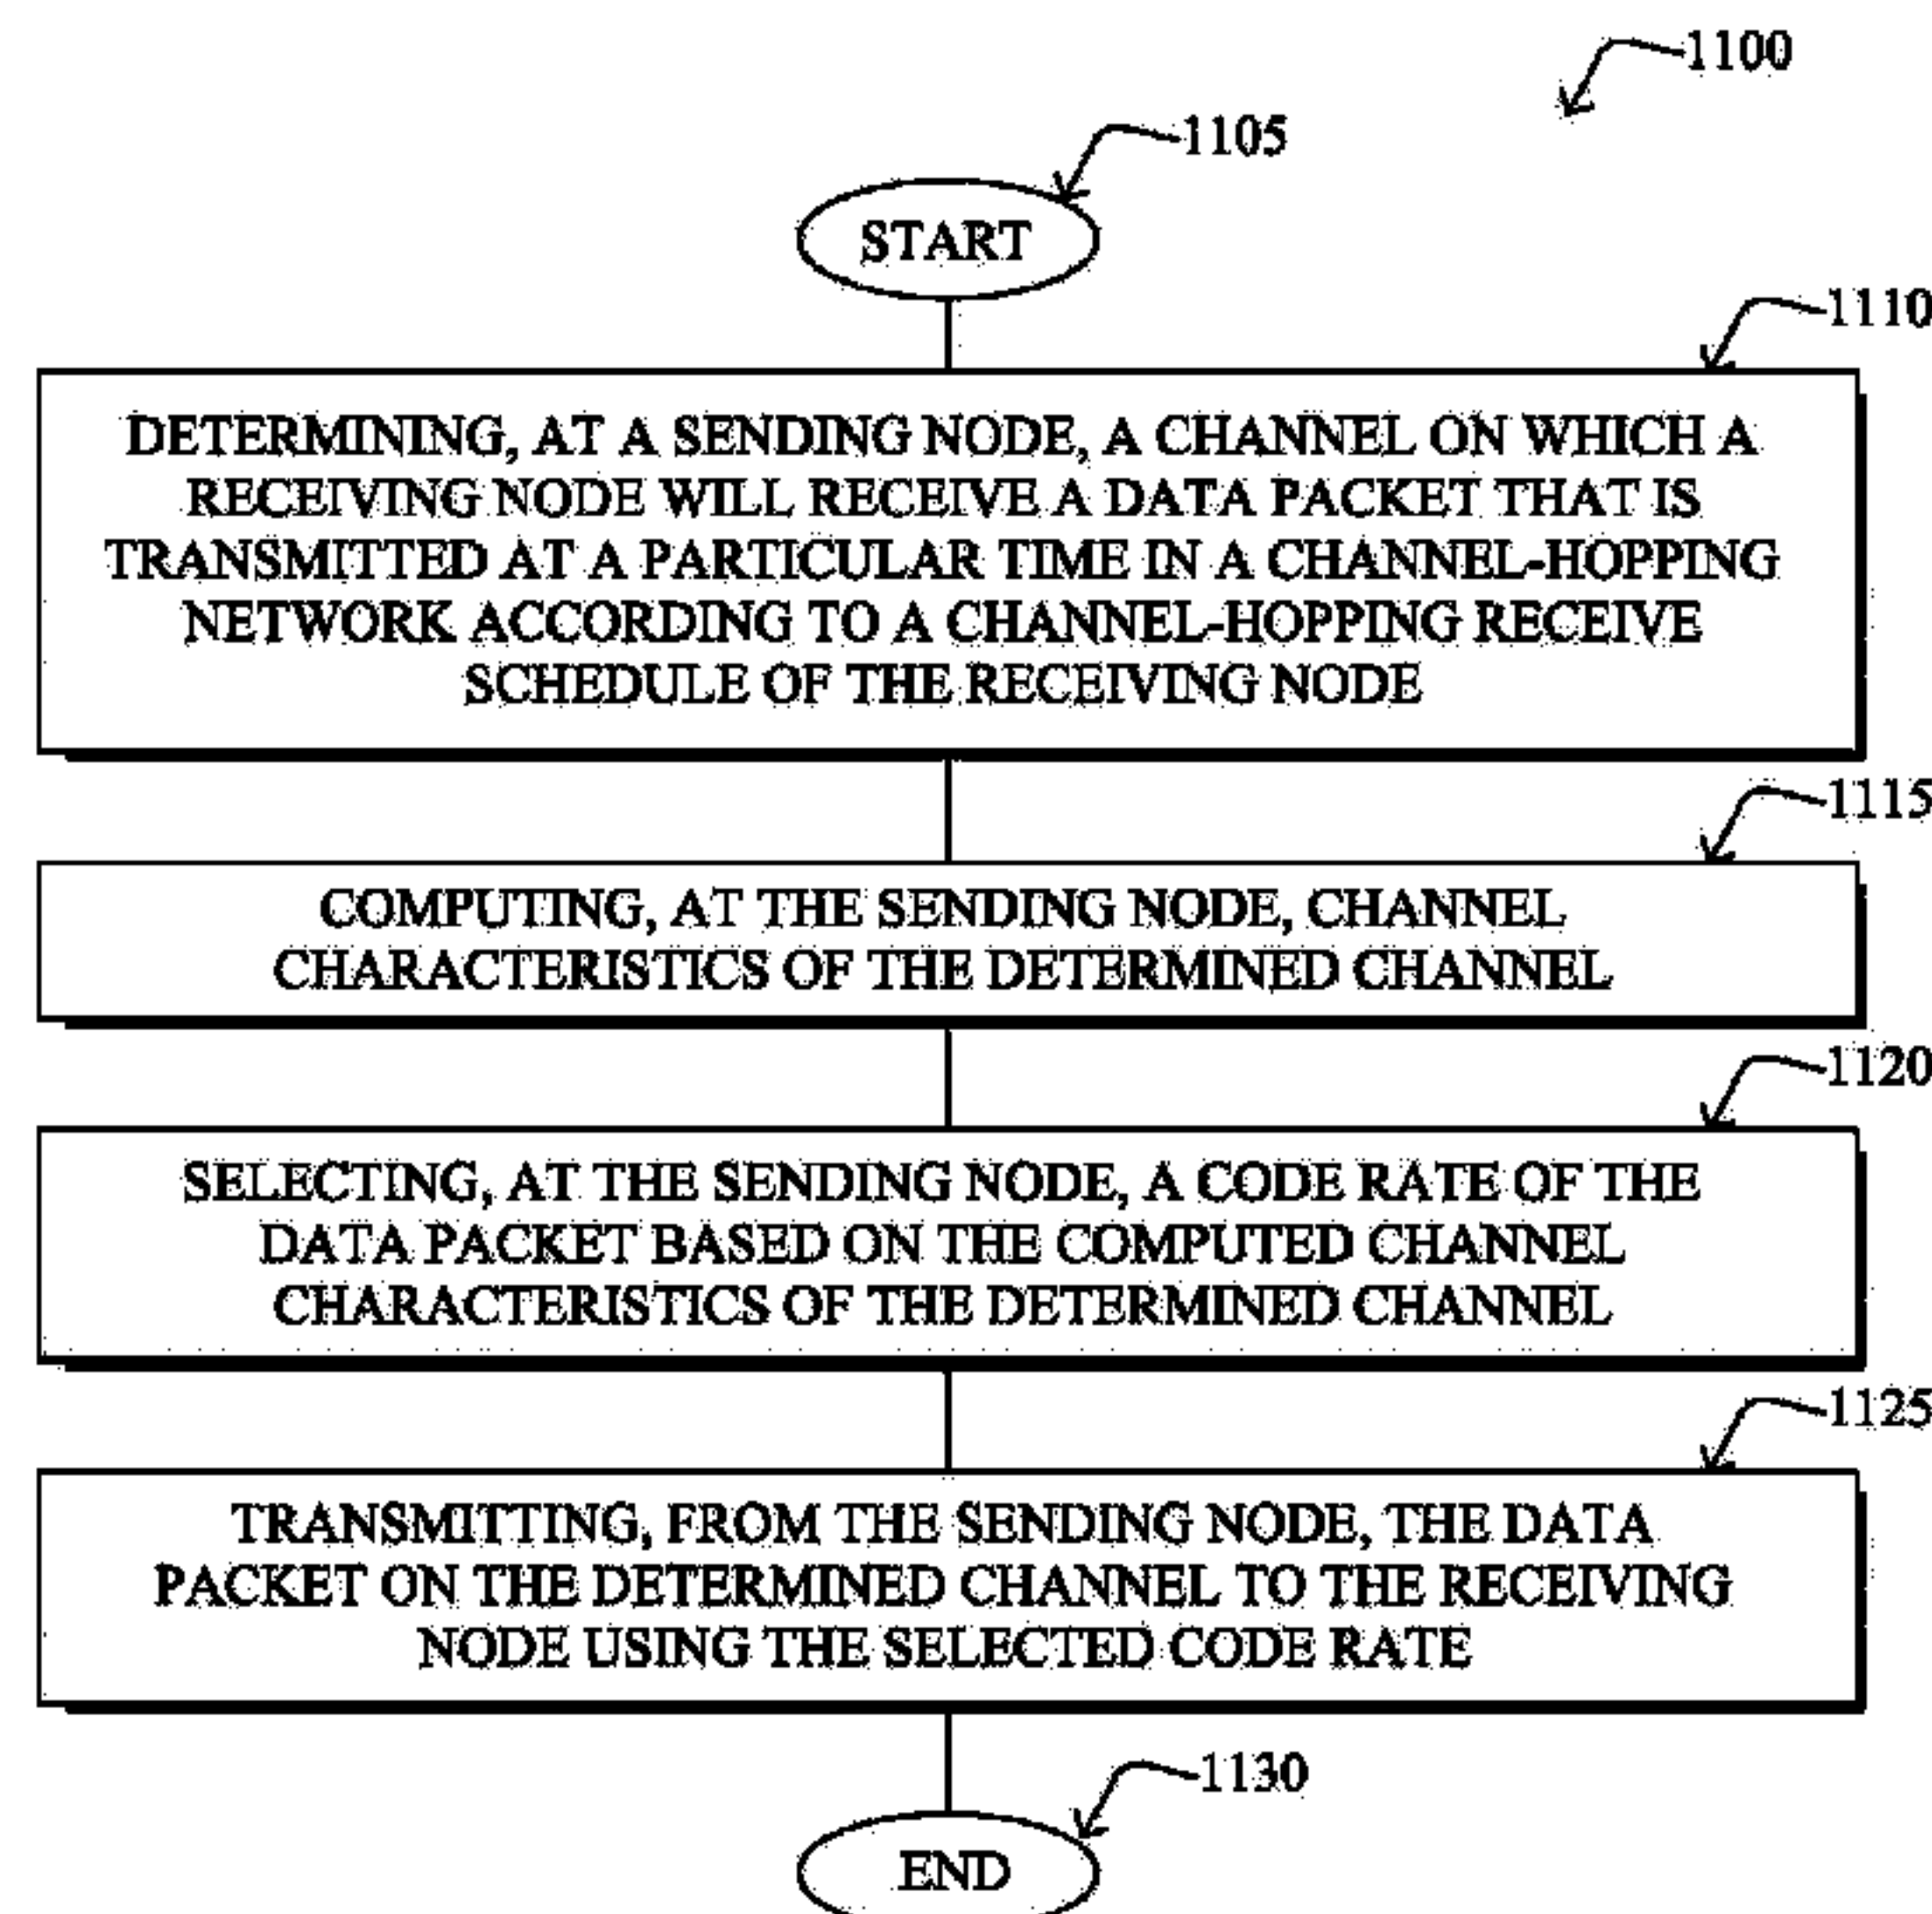 1100
1105
START
1110
DETERMINING, AT A SENDING NODE, A CHANNEL ON WHICH A
RECEIVING NODE WILL RECEIVE A DATA PACKET THAT IS
TRANSMITTED AT A PARTICULAR TIME IN A CHANNEL-HOPPING
NETWORK ACCORDING TO A CHANNEL-HOPPING RECEIVE
SCHEDULE OF THE RECEIVING NODE
1115
COMPUTING, AT THE SENDING NODE, CHANNEL
CHARACTERISTICS OF THE DETERMINED CHANNEL
1120
SELECTING, AT THE SENDING NODE, A CODE RATE OF THE
DATA PACKET BASED ON THE COMPUTED CHANNEL
CHARACTERISTICS OF THE DETERMINED CHANNEL
1125
TRANSMITTING, FROM THE SENDING NODE, THE DATA
PACKET ON THE DETERMINED CHANNEL TO THE RECEIVING
NODE USING THE SELECTED CODE RATE
1130
END